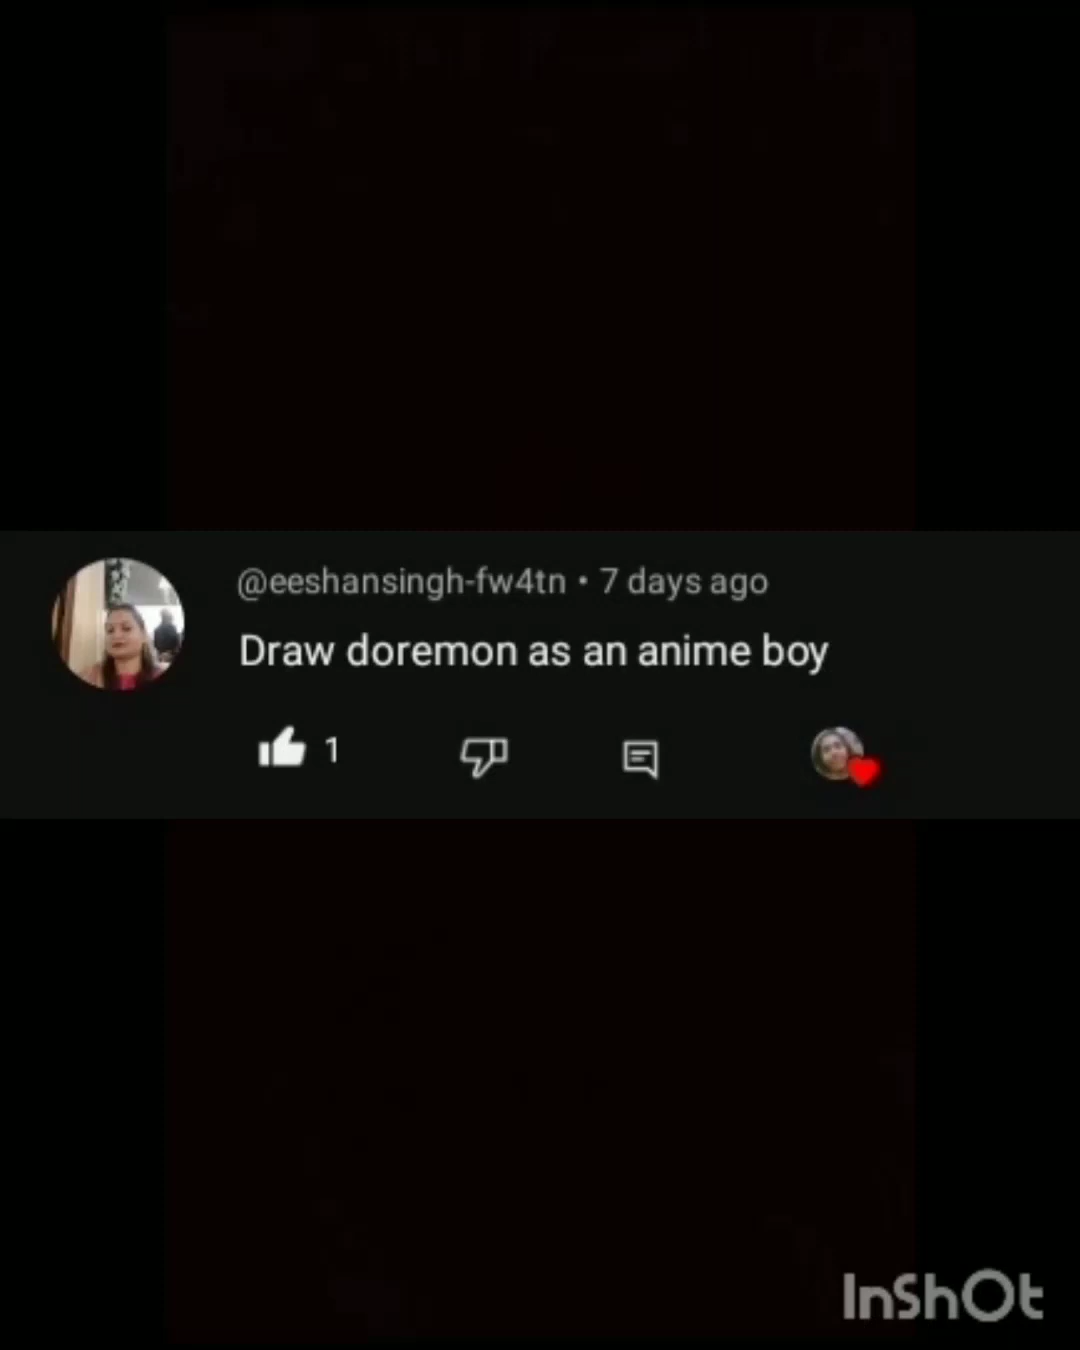 @eeshansingh-fw4tn • 7 days ago
Draw doremon as an anime boy
1
InShOt